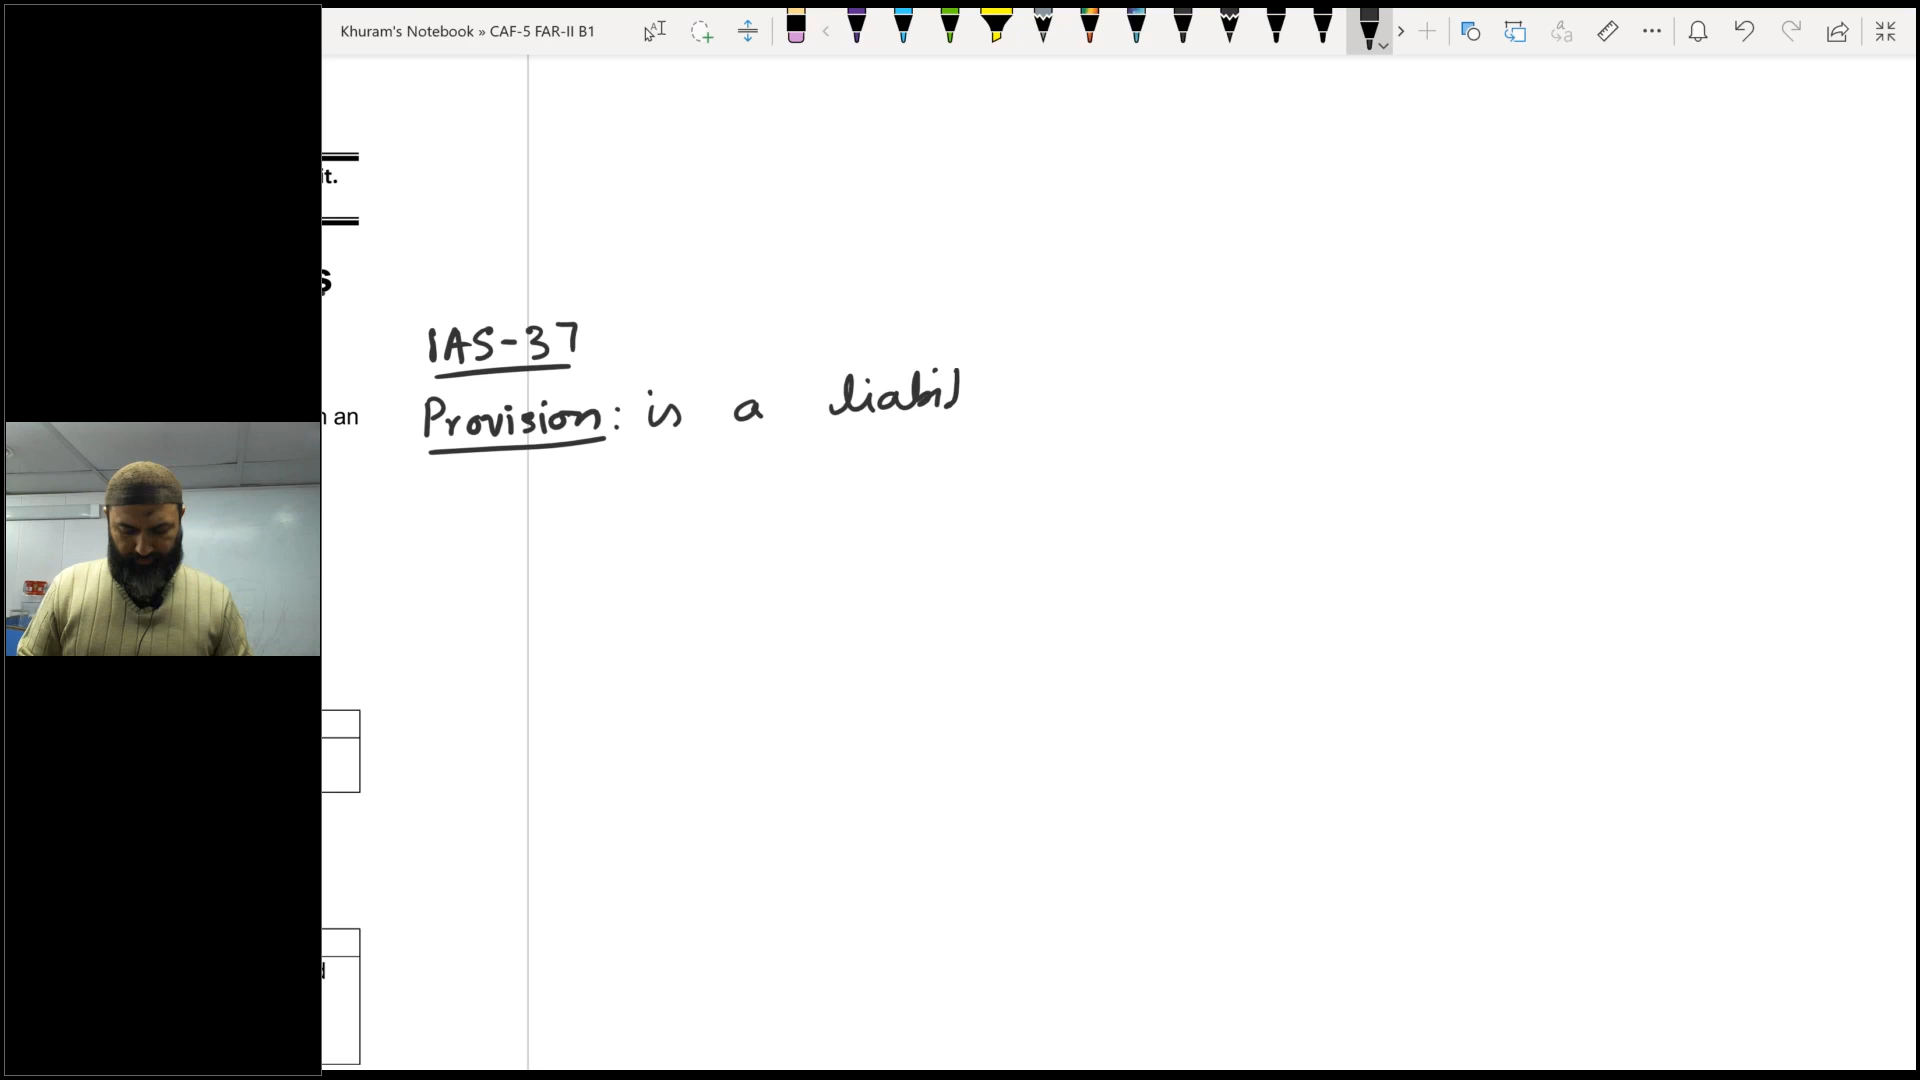 Khuram's Notebook » CAF-5 FAR-II B1
it.
s
IAS-37
an
Provision: is a liabil
d